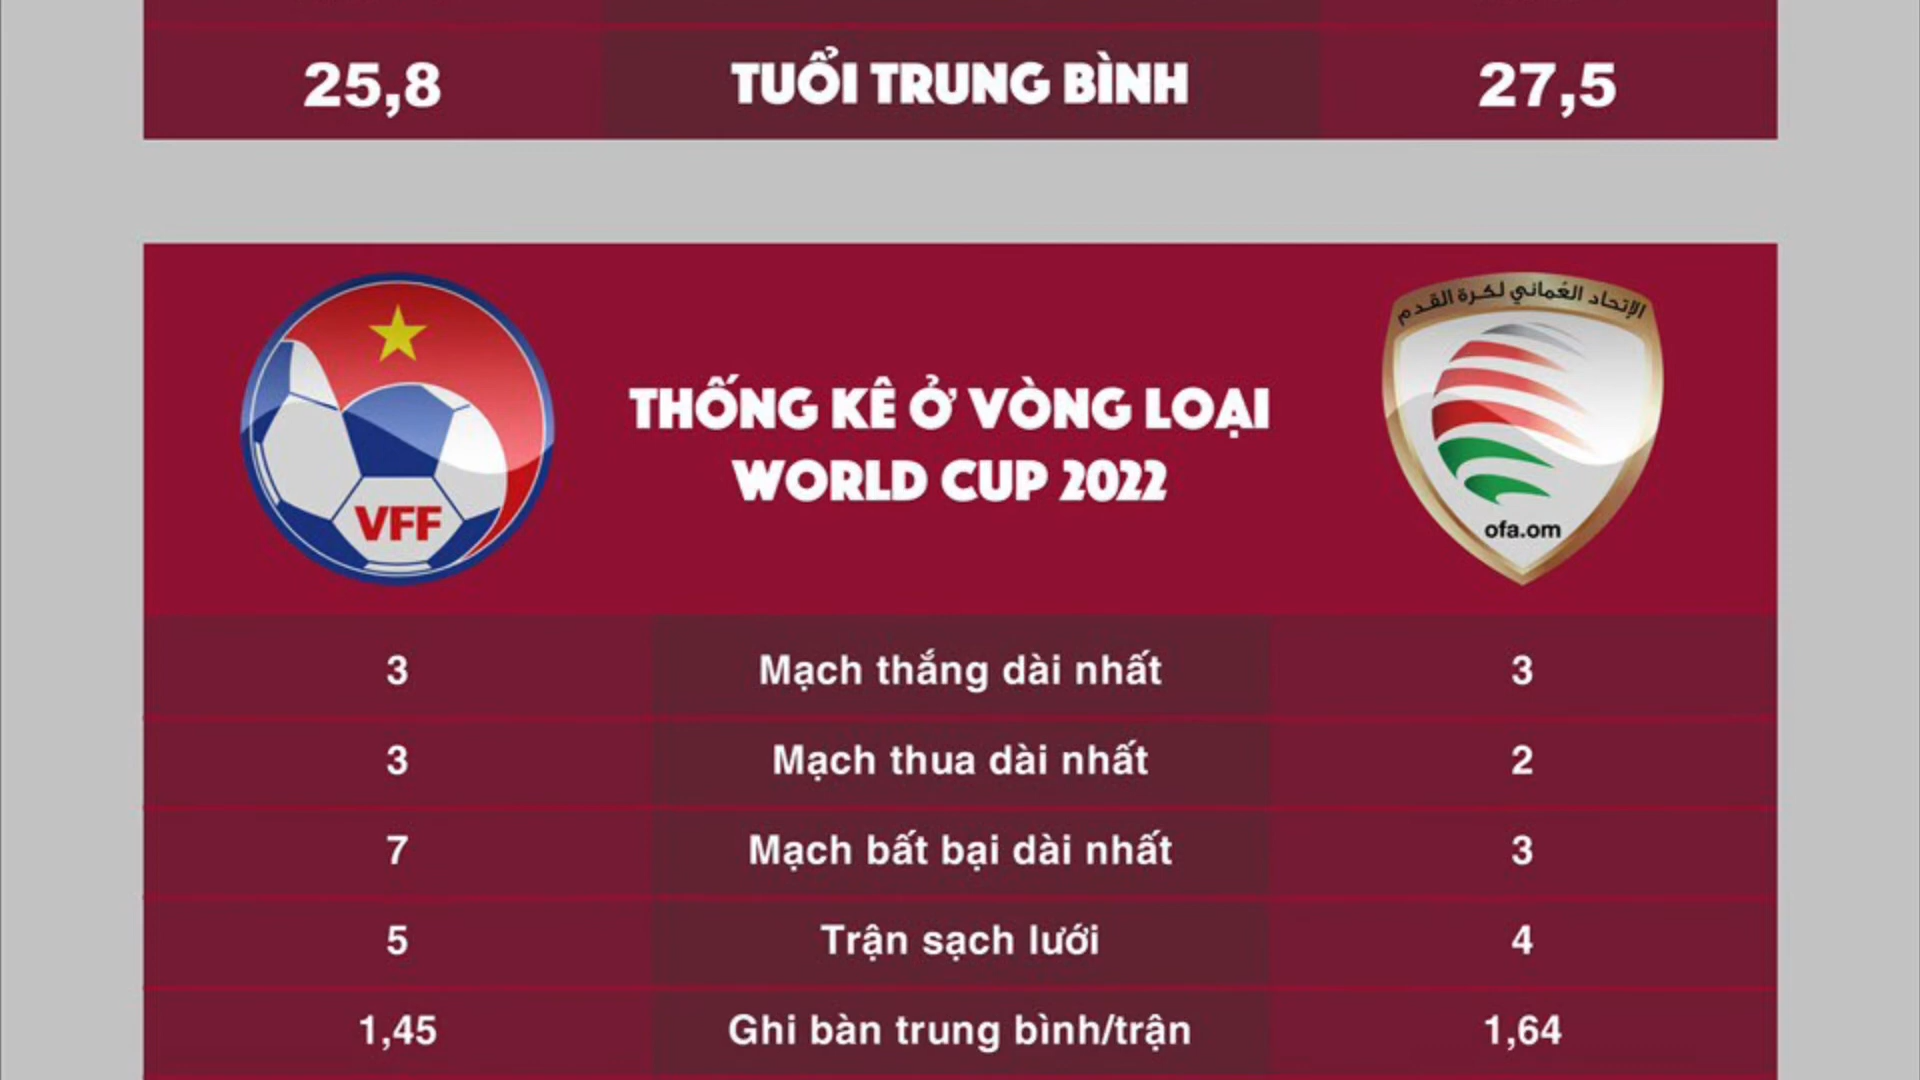 25,8 TUỔI TRUNG BÌNH 27,5
الإتحاد العُماني لكرة القدم
THỐNG KÊ Ở VÒNG LOẠI
WORLD CUP 2022
VFF
ofa.om
3 Mạch thắng dài nhất 3
3 Mạch thua dài nhất 2
7 Mạch bất bại dài nhất 3
5 Trận sạch lưới 4
1,45 Ghi bàn trung bình/trận 1,64